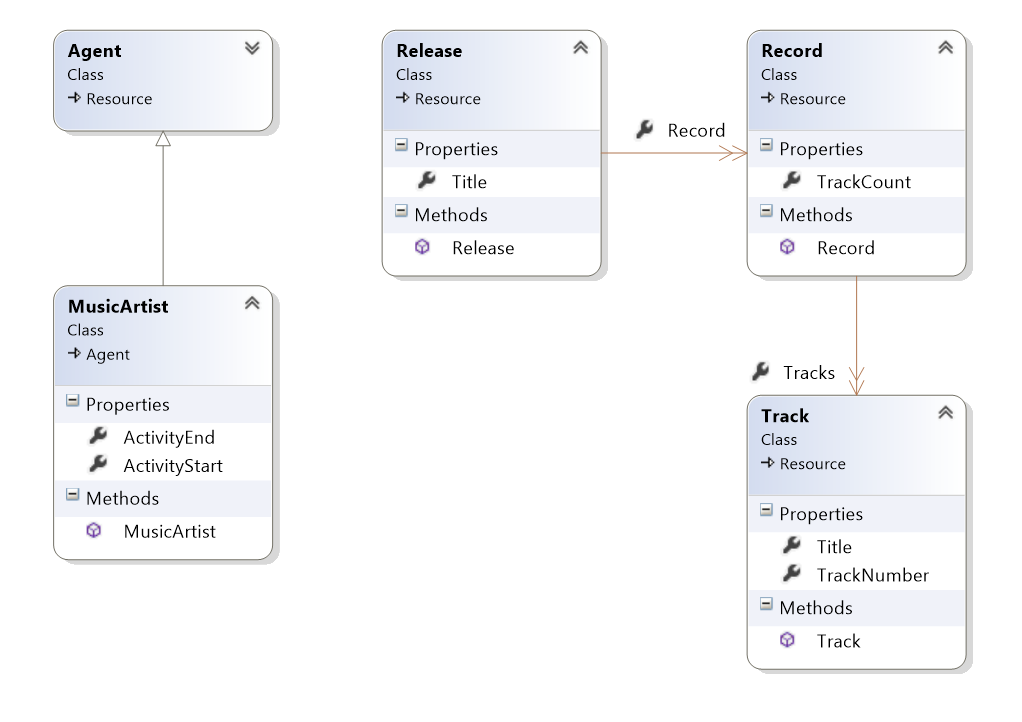 Agent
Class
Resource
MusicArtist
Class
Agent
Properties
ActivityEnd
ActivityStart
Methods
MusicArtist
Release
Class
Resource
Properties
Title
Methods
Release
Record
Record
Class
Resource
Properties
TrackCount
Methods
Record
Tracks
Track
Class
Resource
Properties
Title
TrackNumber
Methods
Track